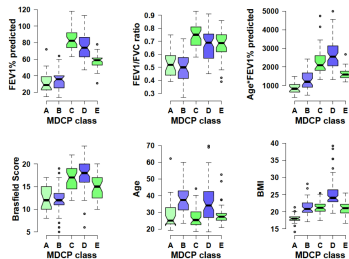 FEV1% predicted
120
100
80
60
40
20
A B C D E
MDCP class
FEV1/FVC ratio
0.9
0.8
0.7
0.6
0.5
0.4
0.3
A B C D E
MDCP class
Age*FEV1% predicted
5000
4000
3000
2000
1000
A B C D E
MDCP class
Brasfield Score
20
15
10
5
A B C D E
MDCP class
Age
70
60
50
40
30
20
A B C D E
MDCP class
BMI
40
35
30
25
20
15
A B C D E
MDCP class